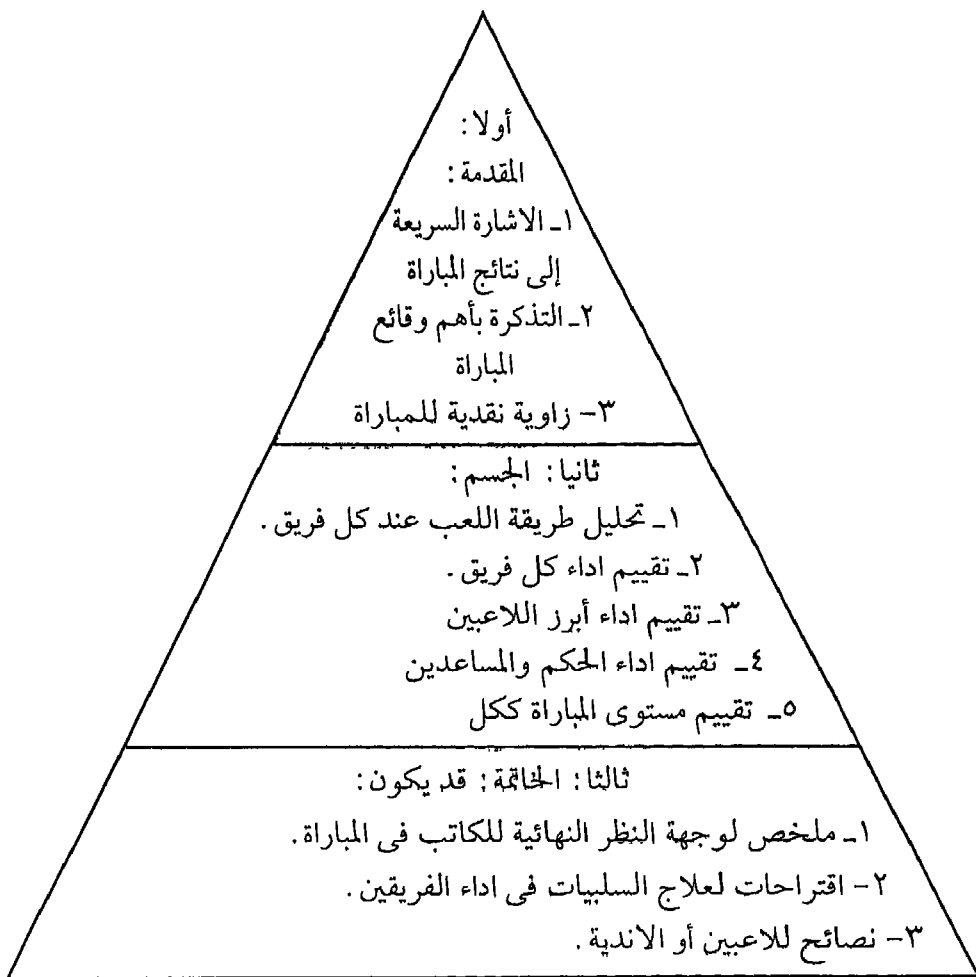 أولا:
المقدمة:
١ـ الاشارة السريعة
إلى نتائج المباراة
٢ـ التذكرة بأهم وقائع
المباراة
٣- زاوية نقدية للمباراة
ثانيا: الجسم:
١ـ تحليل طريقة اللعب عند كل فريق.
٢ـ تقييم اداء كل فريق.
٣ـ تقييم اداء أبرز اللاعبين
٤ـ تقييم اداء الحكم والمساعدين
٥ـ تقييم مستوى المباراة ككل
ثالثا: الخاتمة: قد يكون:
١ـ ملخص لوجهة النظر النهائية للكاتب فى المباراة.
٢- اقتراحات لعلاج السلبيات فى اداء الفريقين.
٣- نصائح للاعبين أو الاندية.